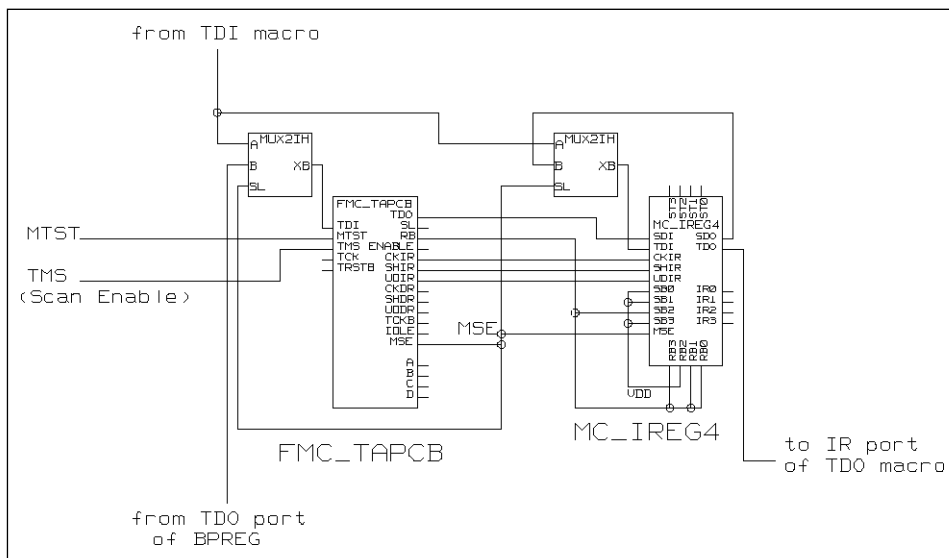 from TDI macro
MUX2IH
A
B XB
SL
MUX2IH
A
B XB
SL
FMC_TAPCB
TDO
TDI SL
MTST RB
TMS ENABLE
TCK CKIR
TRSTB SHIR
UDIR
CKDR
SHDR
UDDR
TCKB
IDLE
MSE
A
B
C
D
FMC_TAPCB
ST3 ST2 ST1 ST0
MC_IREG4
SDI SDO
TDI TDO
CKIR
SHIR
UDIR
SB0 IR0
SB1 IR1
SB2 IR2
SB3 IR3
MSE
RB3 RB2 RB1 RB0
MC_IREG4
MTST
TMS
(Scan Enable)
MSE
VDD
to IR port
of TDO macro
from TDO port
of BPREG